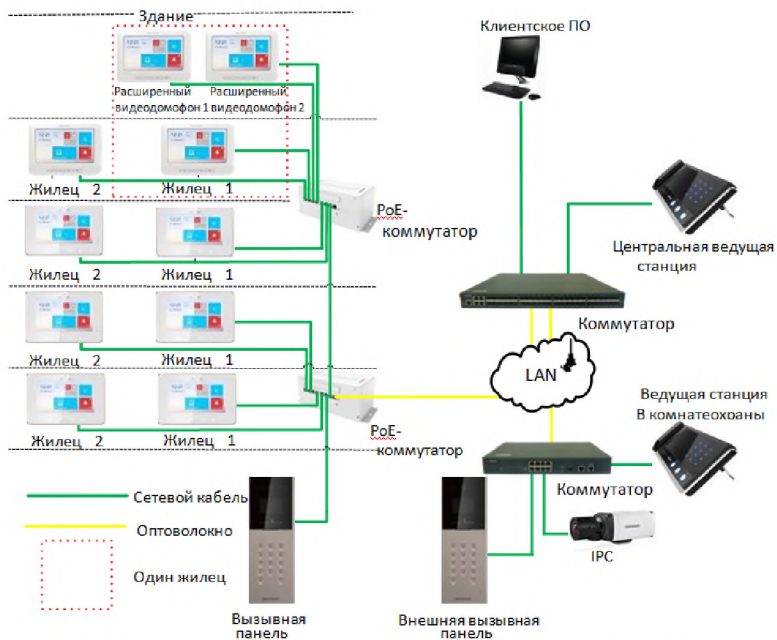 Здание
Клиентское ПО
Расширенный Расширенный
видеодомофон 1 видеодомофон 2
Жилец 2 Жилец 1
PoE-
коммутатор
Жилец 2 Жилец 1
Центральная ведущая
станция
Коммутатор
Жилец 2 Жилец 1
LAN
Ведущая станция
В комнатеохраны
Жилец 2 Жилец 1
PoE-
коммутатор
Коммутатор
Сетевой кабель
Оптоволокно
IPC
Один жилец
Вызывная
панель
Внешняя вызывная
панель